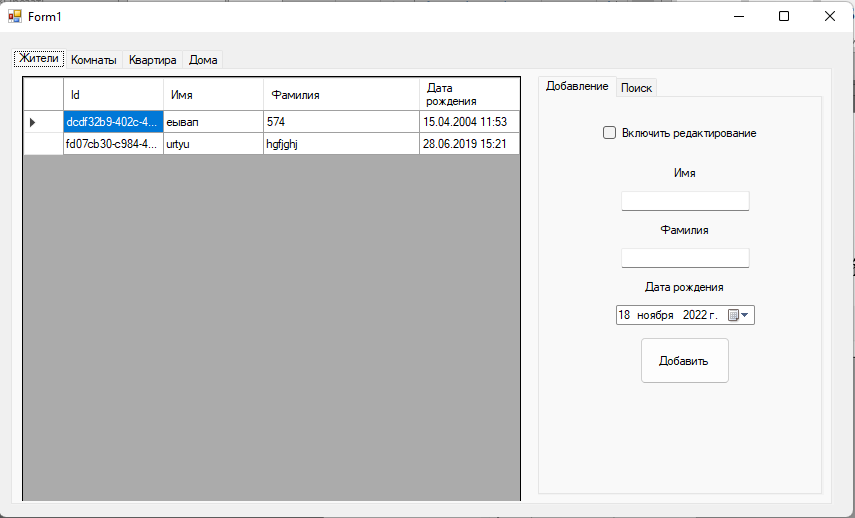 Form1
Жители Комнаты Квартира Дома
Id Имя Фамилия Дата рождения
dcdf32b9-402c-4... еывап 574 15.04.2004 11:53
fd07cb30-c984-4... urtyu hgfjghj 28.06.2019 15:21
Добавление Поиск
Включить редактирование
Имя
Фамилия
Дата рождения
18 ноября 2022 г.
Добавить